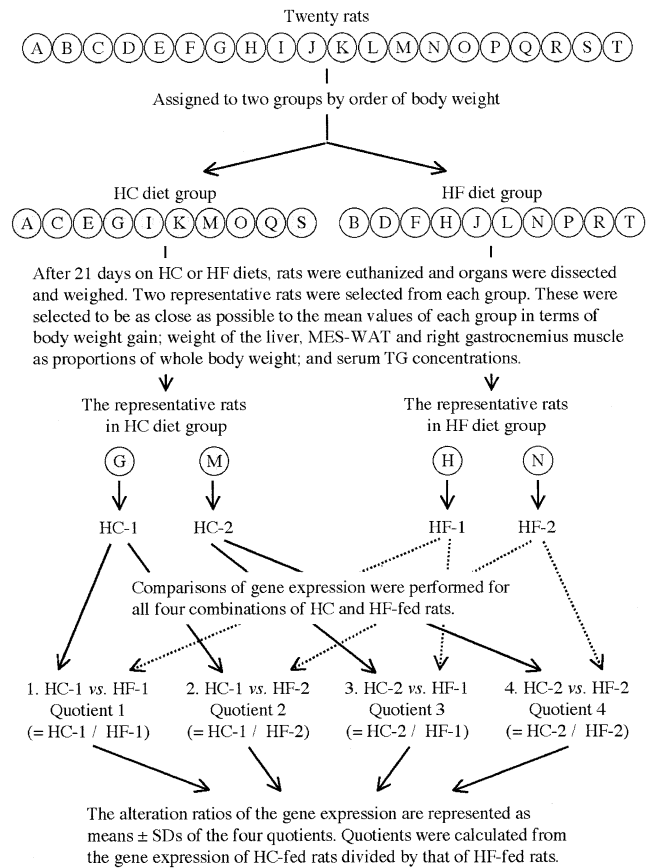 Twenty rats
A B C D E F G H I J K L M N O P Q R S T
Assigned to two groups by order of body weight
HC diet group
HF diet group
A C E G I K M O Q S
B D F H J L N P R T
After 21 days on HC or HF diets, rats were euthanized and organs were dissected
and weighed. Two representative rats were selected from each group. These were
selected to be as close as possible to the mean values of each group in terms of
body weight gain; weight of the liver, MES-WAT and right gastrocnemius muscle
as proportions of whole body weight; and serum TG concentrations.
The representative rats
in HC diet group
The representative rats
in HF diet group
G M
H N
HC-1 HC-2
HF-1 HF-2
Comparisons of gene expression were performed for
all four combinations of HC and HF-fed rats.
1. HC-1 vs. HF-1
Quotient 1
(= HC-1 / HF-1)
2. HC-1 vs. HF-2
Quotient 2
(= HC-1 / HF-2)
3. HC-2 vs. HF-1
Quotient 3
(= HC-2 / HF-1)
4. HC-2 vs. HF-2
Quotient 4
(= HC-2 / HF-2)
The alteration ratios of the gene expression are represented as
means ± SDs of the four quotients. Quotients were calculated from
the gene expression of HC-fed rats divided by that of HF-fed rats.